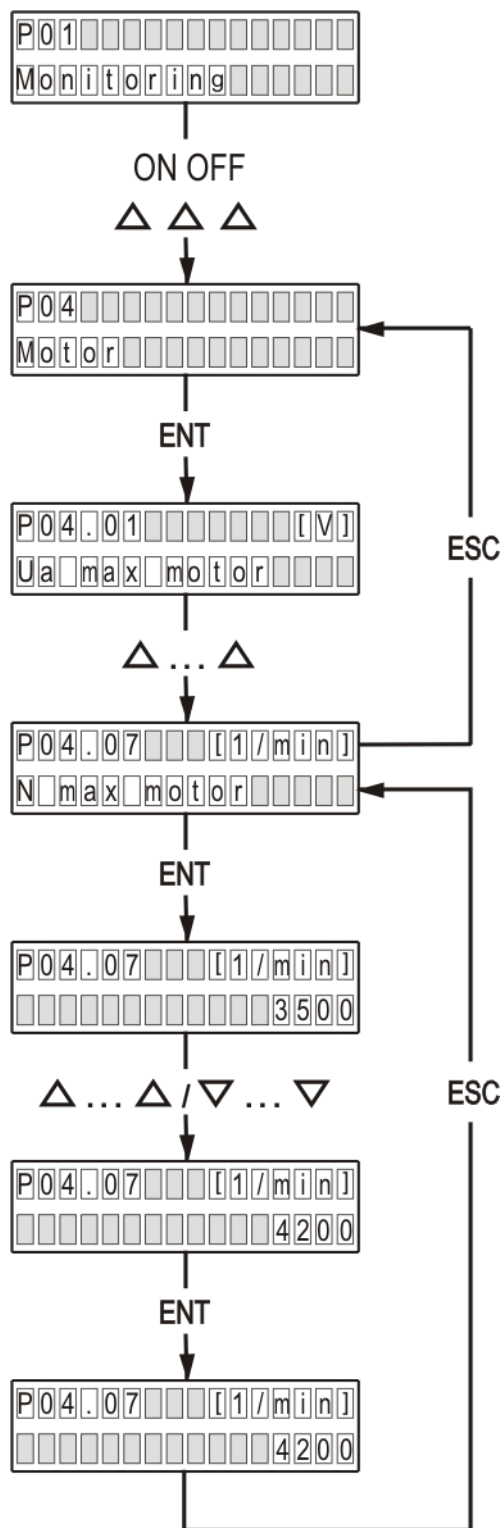 P01
Monitoring
ON OFF
△ △ △
P04
Motor
ENT
P04.01 [V]
Ua max motor
ESC
△ ... △
P04.07 [1/min]
N max motor
ENT
P04.07 [1/min]
3500
△ ... △ / ▽ ... ▽
ESC
P04.07 [1/min]
4200
ENT
P04.07 [1/min]
4200